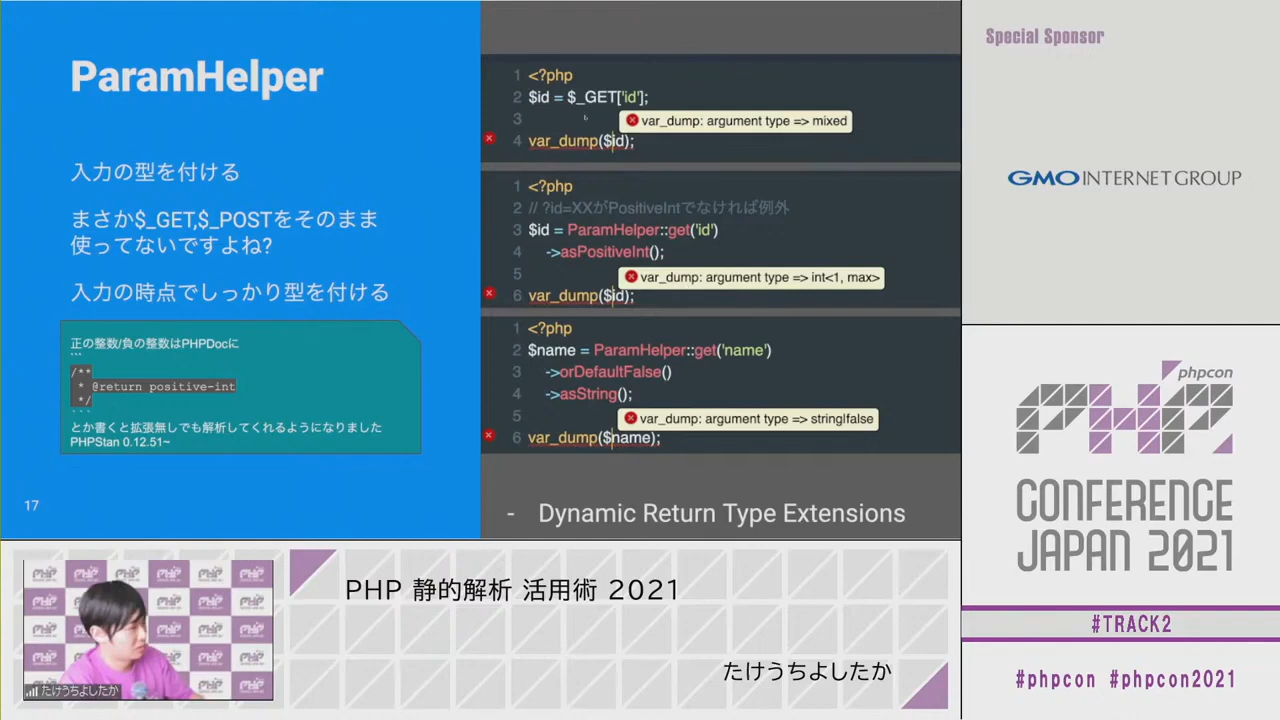 ParamHelper
入力の型を付ける
まさか$_GET,$_POSTをそのまま
使ってないですよね?
入力の時点でしっかり型を付ける
正の整数/負の整数はPHPDocに
```
/**
* @return positive-int
*/
```
とか書くと拡張無しでも解析してくれるようになりました
PHPStan 0.12.51~
17
1 <?php
2 $id = $_GET['id'];
3
var_dump: argument type => mixed
4 var_dump($id);
1 <?php
2 // ?id=XXがPositiveIntでなければ例外
3 $id = ParamHelper::get('id')
4 ->asPositiveInt();
5
var_dump: argument type => int<1, max>
6 var_dump($id);
1 <?php
2 $name = ParamHelper::get('name')
3 ->orDefaultFalse()
4 ->asString();
5
var_dump: argument type => string|false
6 var_dump($name);
- Dynamic Return Type Extensions
Special Sponsor
GMO INTERNET GROUP
phpcon
PHP
CONFERENCE
JAPAN 2021
#TRACK2
#phpcon #phpcon2021
PHP 静的解析 活用術 2021
たけうちよしたか
たけうちよしたか